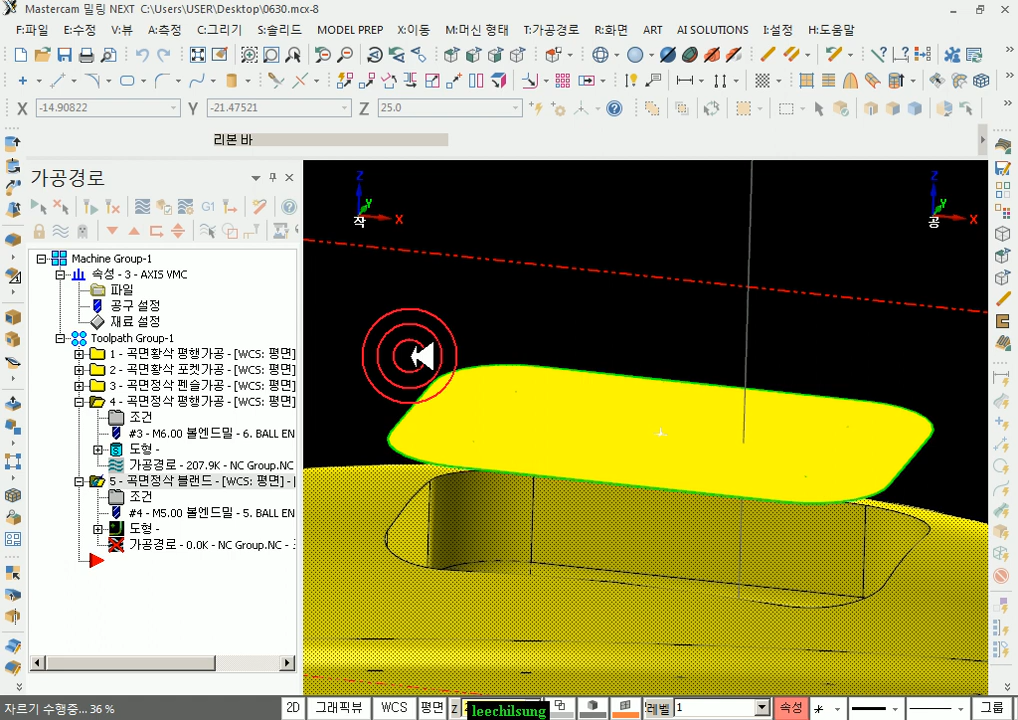 Mastercam 밀링 NEXT C:\Users\USER\Desktop\0630.mcx-8
F:파일 E:수정 V:뷰 A:측정 C:그리기 S:솔리드 MODEL PREP X:이동 M:머신 형태 T:가공경로 R:화면 ART AI SOLUTIONS I:설정 H:도움말
X -14.90822 Y -21.47521 Z 25.0
리본 바
가공경로
G1
Machine Group-1
속성 - 3 - AXIS VMC
파일
공구 설정
재료 설정
Toolpath Group-1
1 - 곡면황삭 평행가공 - [WCS: 평면]
2 - 곡면황삭 포켓가공 - [WCS: 평면]
3 - 곡면정삭 펜슬가공 - [WCS: 평면]
4 - 곡면정삭 평행가공 - [WCS: 평면]
조건
#3 - M6.00 볼엔드밀 - 6. BALL EN
도형 -
가공경로 - 207.9K - NC Group.NC
5 - 곡면정삭 블랜드 - [WCS: 평면] -
조건
#4 - M5.00 볼엔드밀 - 5. BALL EN
도형 -
가공경로 - 0.0K - NC Group.NC -
Z
Y
X
작
Z
Y
X
공
자르기 수행중... 36 %
2D 그래픽뷰 WCS 평면 Z 레벨 1 속성 그룹
leechilsung